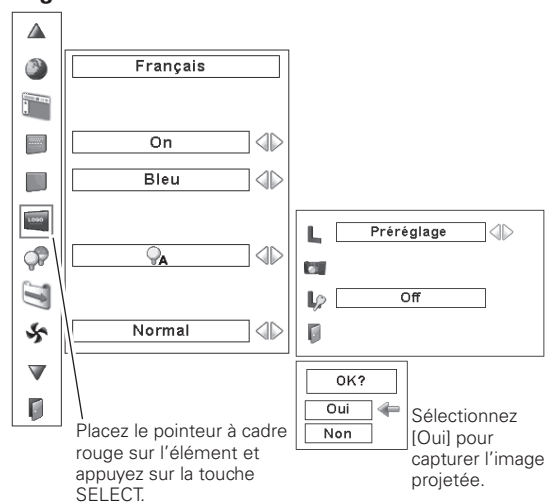 Français
On
Bleu
LOGO
A
Normal
L
Préréglage
L
Off
OK?
Oui
Non
Sélectionnez
[Oui] pour
capturer l'image
projetée.
Placez le pointeur à cadre
rouge sur l'élément et
appuyez sur la touche
SELECT.